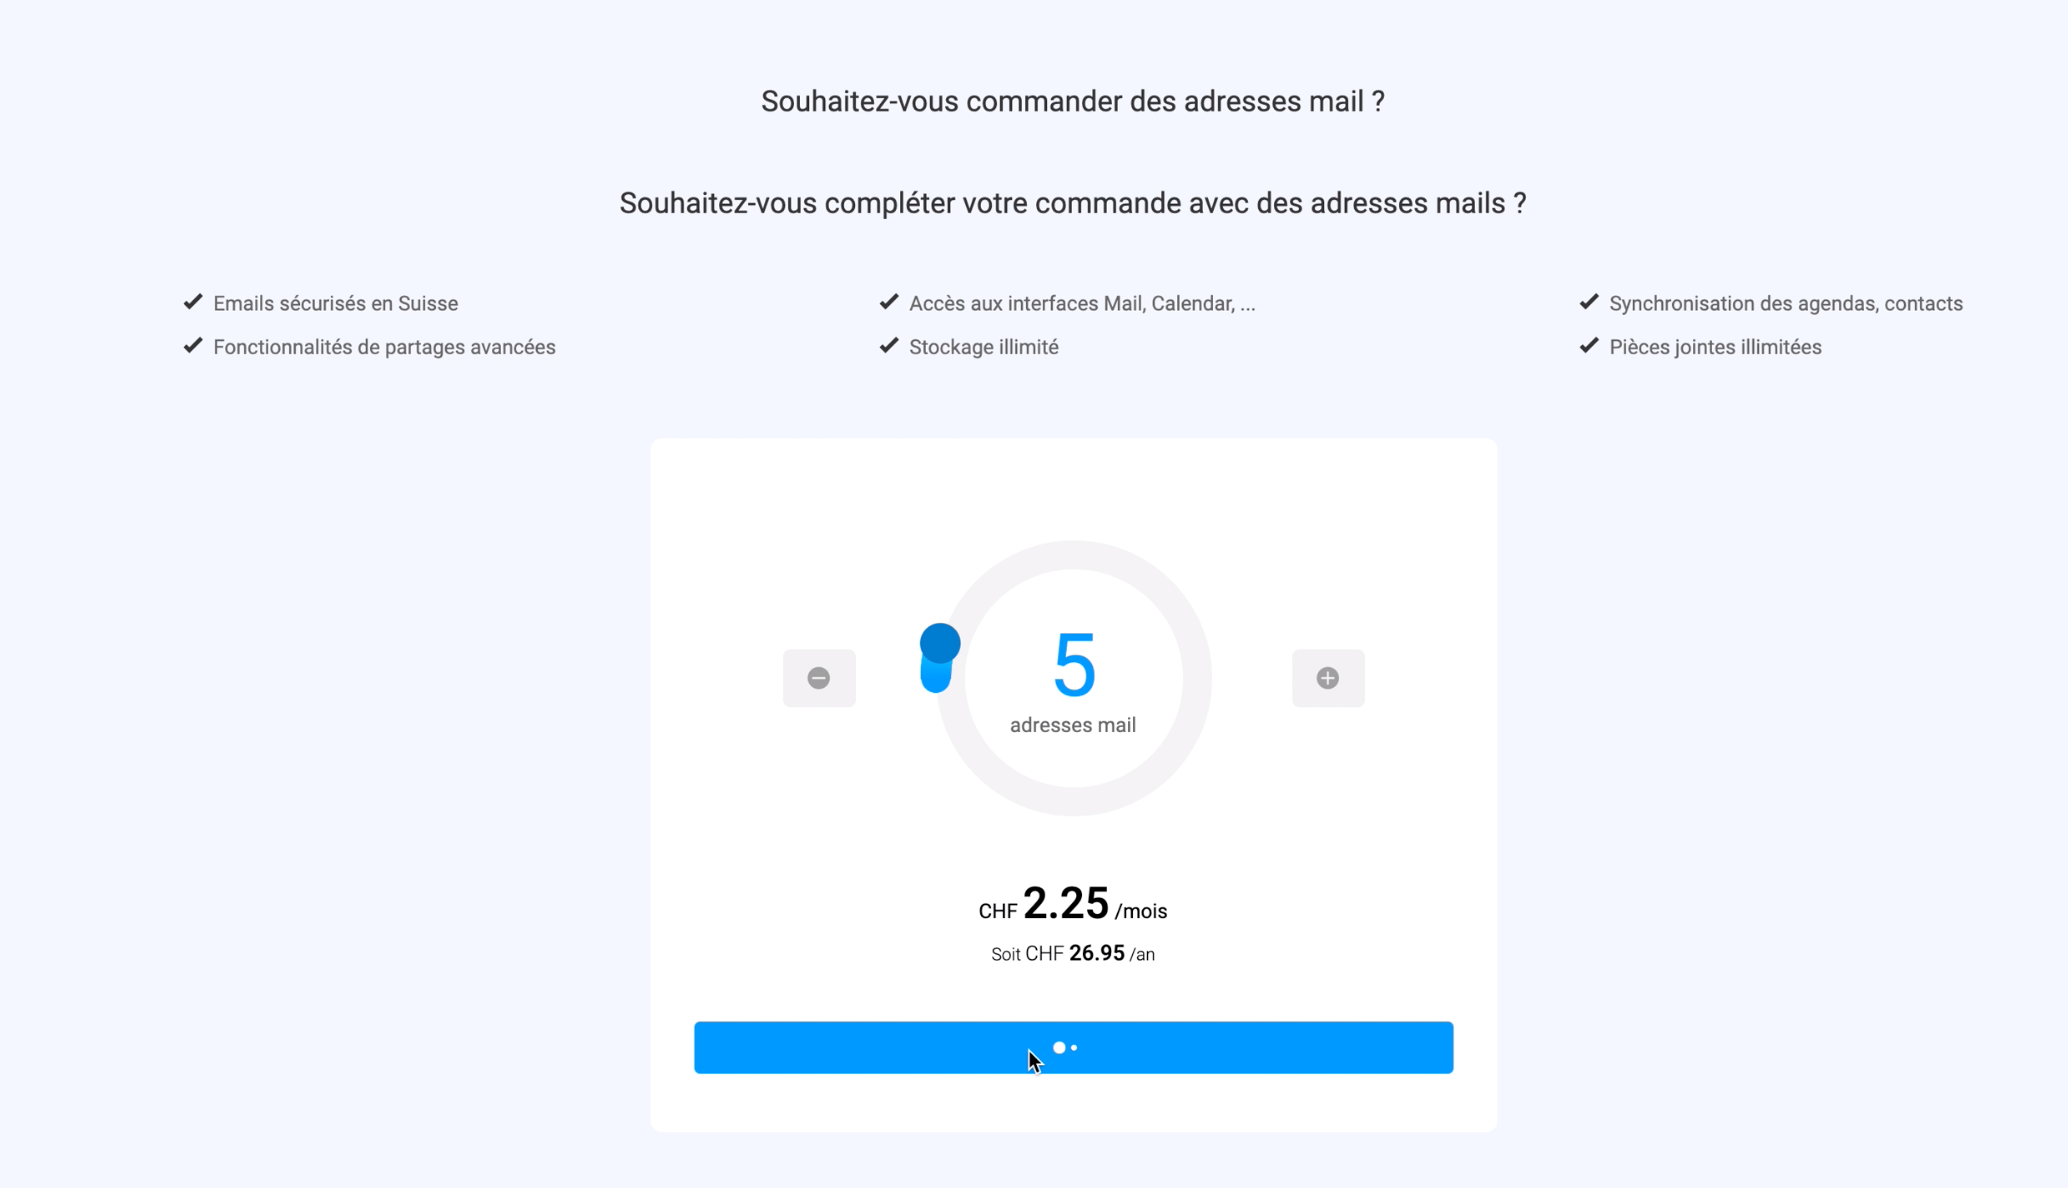 Souhaitez-vous commander des adresses mail ?
Souhaitez-vous compléter votre commande avec des adresses mails ?
Emails sécurisés en Suisse
Accès aux interfaces Mail, Calendar, ...
Synchronisation des agendas, contacts
Fonctionnalités de partages avancées
Stockage illimité
Pièces jointes illimitées
5
adresses mail
CHF 2.25 /mois
Soit CHF 26.95 /an